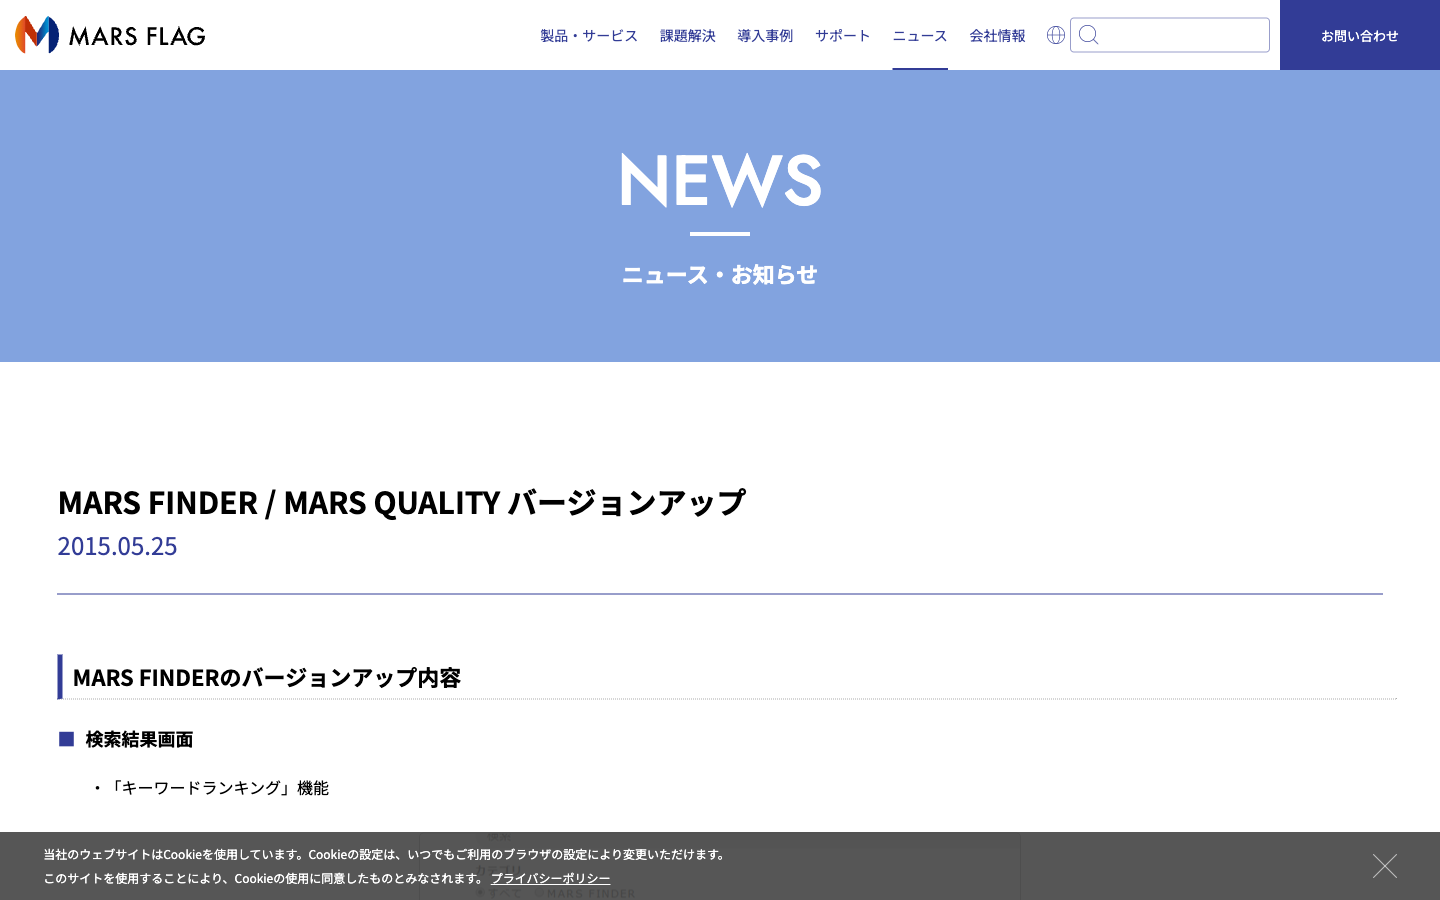 MARS FLAG
製品・サービス 課題解決 導入事例 サポート ニュース 会社情報 お問い合わせ
NEWS
ニュース・お知らせ
MARS FINDER / MARS QUALITY バージョンアップ
2015.05.25
MARS FINDERのバージョンアップ内容
■ 検索結果画面
・「キーワードランキング」機能
当社のウェブサイトはCookieを使用しています。Cookieの設定は、いつでもご利用のブラウザの設定により変更いただけます。
このサイトを使用することにより、Cookieの使用に同意したものとみなされます。 プライバシーポリシー